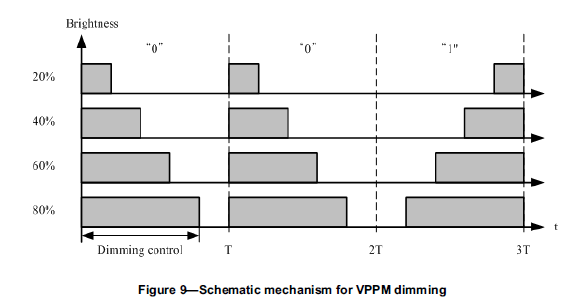 Brightness
“0” “0” “1"
20%
40%
60%
80%
t
Dimming control T 2T 3T
Figure 9—Schematic mechanism for VPPM dimming